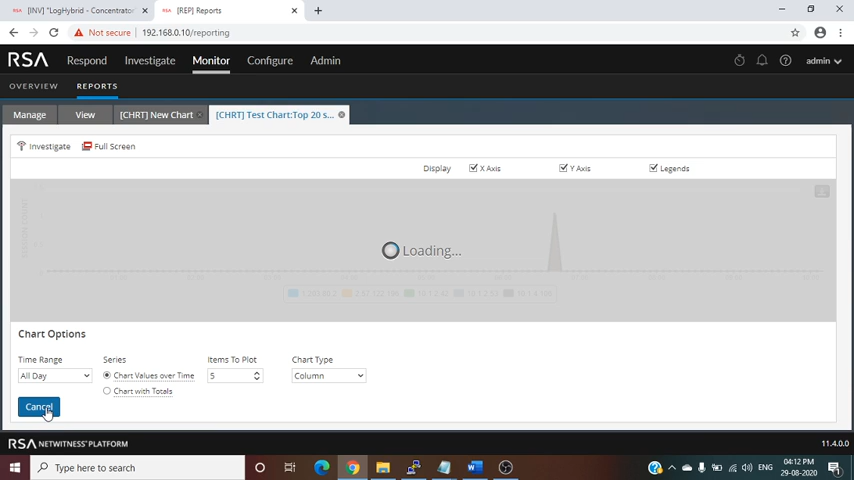 [INV] "LogHybrid - Concentrator"
[REP] Reports
Not secure | 192.168.0.10/reporting
RSA Respond Investigate Monitor Configure Admin admin
OVERVIEW REPORTS
Manage View [CHRT] New Chart [CHRT] Test Chart:Top 20 s...
Investigate Full Screen
Display X Axis Y Axis Legends
Loading...
Chart Options
Time Range Series Items To Plot Chart Type
All Day Chart Values over Time 5 Column
Chart with Totals
Cancel
RSA NETWITNESS PLATFORM 11.4.0.0
Type here to search ENG 04:12 PM
29-08-2020